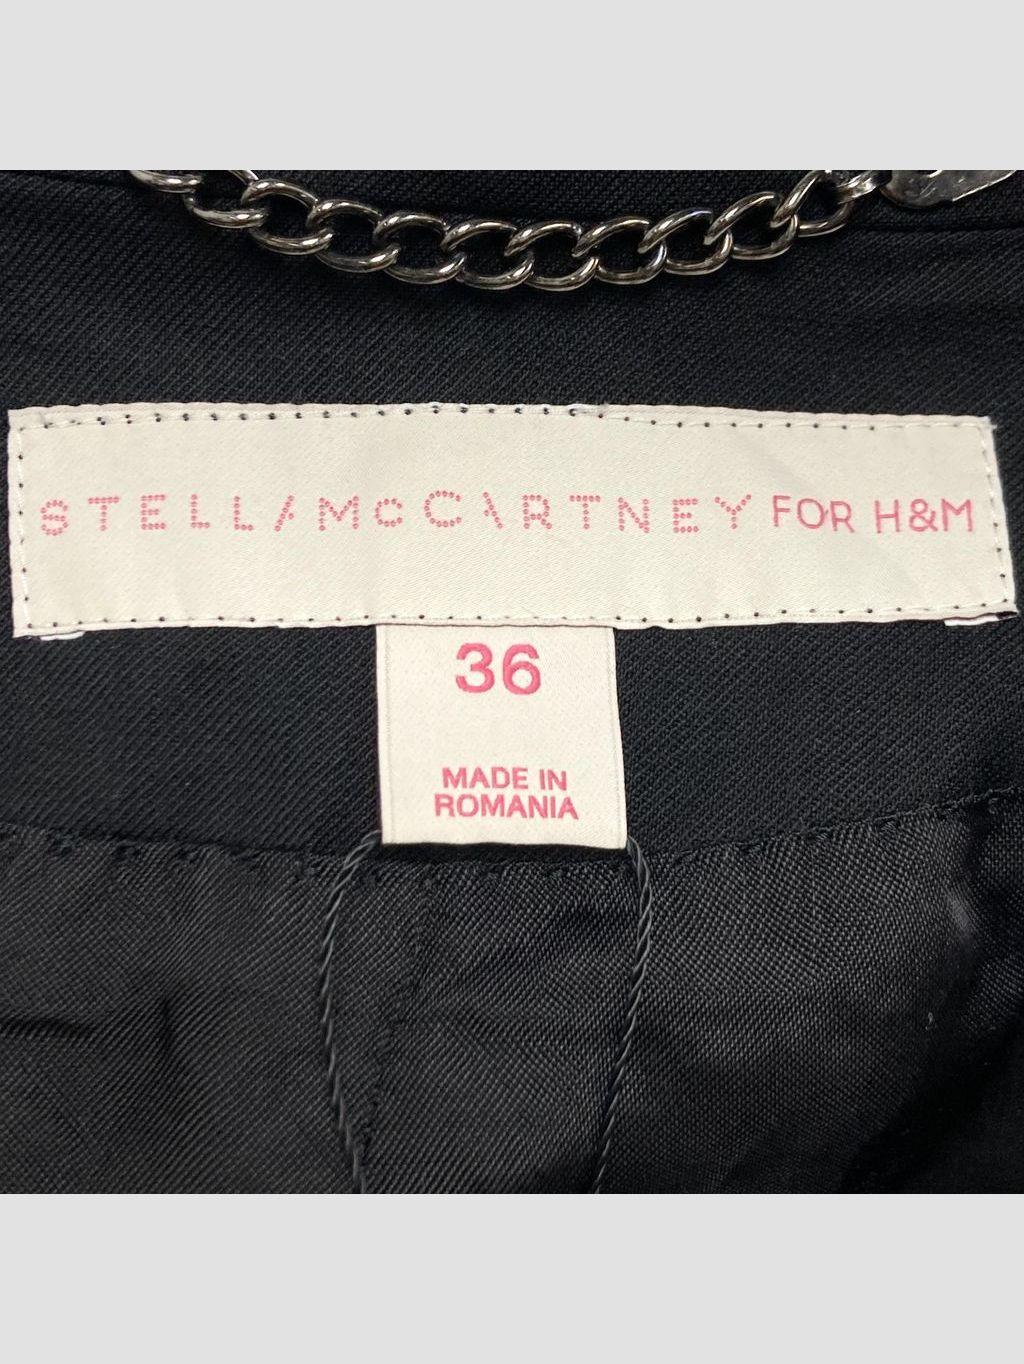 STELLA McCARTNEY FOR H&M
36
MADE IN
ROMANIA